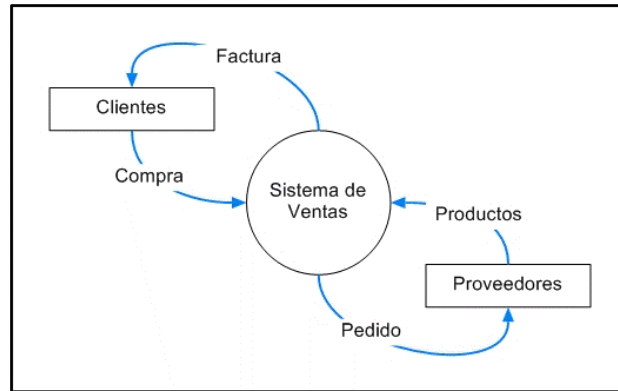 Factura
Clientes
Compra
Sistema de
Ventas
Productos
Proveedores
Pedido